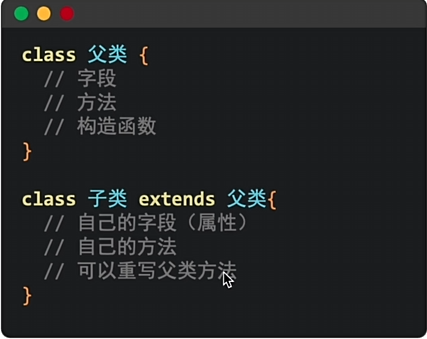 class 父类 {
// 字段
// 方法
// 构造函数
}
class 子类 extends 父类{
// 自己的字段（属性）
// 自己的方法
// 可以重写父类方法
}